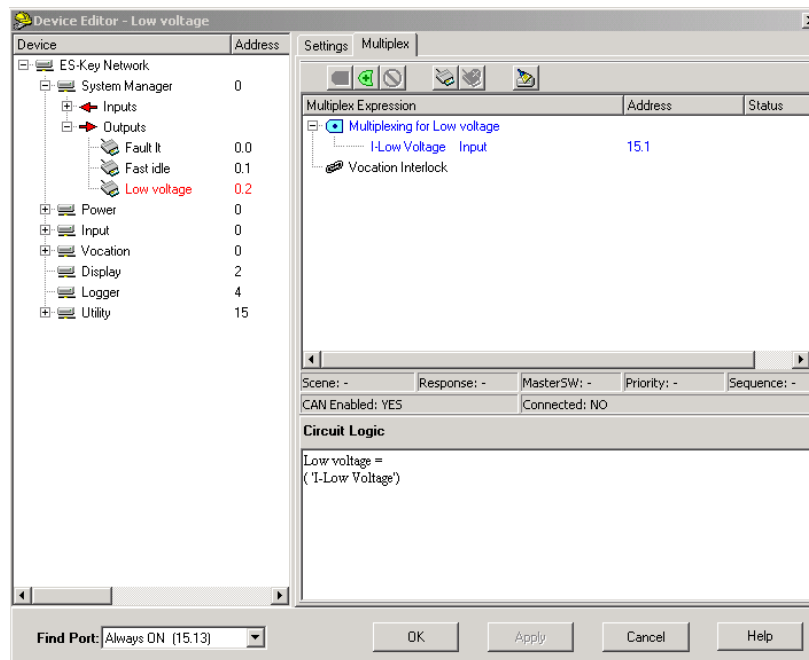 Device Editor - Low voltage
Device Address
ES-Key Network
System Manager 0
Inputs
Outputs
Fault lt 0.0
Fast idle 0.1
Low voltage 0.2
Power 0
Input 0
Vocation 0
Display 2
Logger 4
Utility 15
Settings Multiplex
Multiplex Expression Address Status
Multiplexing for Low voltage
I-Low Voltage Input 15.1
Vocation Interlock
Scene: - Response: - MasterSW: - Priority: - Sequence: -
CAN Enabled: YES Connected: NO
Circuit Logic
Low voltage =
( 'I-Low Voltage')
Find Port: Always ON (15.13) OK Apply Cancel Help